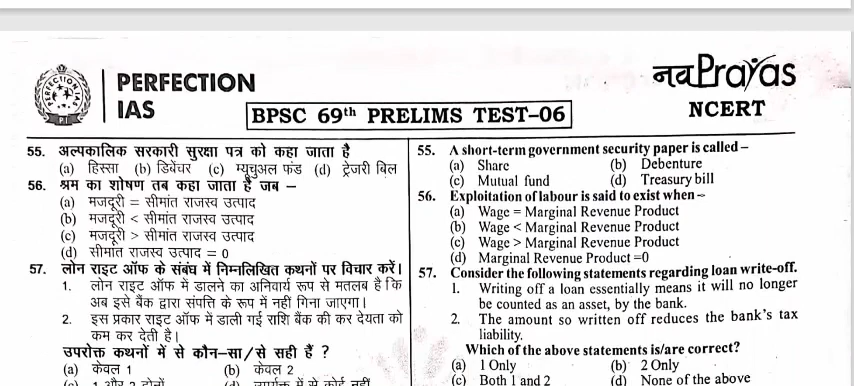 PERFECTION
IAS
BPSC 69th PRELIMS TEST–06
नवPrayas
NCERT
55. अल्पकालिक सरकारी सुरक्षा पत्र को कहा जाता है
(a) हिस्सा (b) डिबेंचर (c) म्यूचुअल फंड (d) ट्रेजरी बिल
56. श्रम का शोषण तब कहा जाता है जब –
(a) मजदूरी = सीमांत राजस्व उत्पाद
(b) मजदूरी < सीमांत राजस्व उत्पाद
(c) मजदूरी > सीमांत राजस्व उत्पाद
(d) सीमांत राजस्व उत्पाद = 0
57. लोन राइट ऑफ के संबंध में निम्नलिखित कथनों पर विचार करें।
1. लोन राइट ऑफ में डालने का अनिवार्य रूप से मतलब है कि
अब इसे बैंक द्वारा संपत्ति के रूप में नहीं गिना जाएगा।
2. इस प्रकार राइट ऑफ में डाली गई राशि बैंक की कर देयता को
कम कर देती है।
उपरोक्त कथनों में से कौन–सा/से सही हैं ?
(a) केवल 1 (b) केवल 2
(c) 1 और 2 दोनों (d) उपर्युक्त में से कोई नहीं
55. A short-term government security paper is called –
(a) Share (b) Debenture
(c) Mutual fund (d) Treasury bill
56. Exploitation of labour is said to exist when –
(a) Wage = Marginal Revenue Product
(b) Wage < Marginal Revenue Product
(c) Wage > Marginal Revenue Product
(d) Marginal Revenue Product =0
57. Consider the following statements regarding loan write-off.
1. Writing off a loan essentially means it will no longer
be counted as an asset, by the bank.
2. The amount so written off reduces the bank's tax
liability.
Which of the above statements is/are correct?
(a) 1 Only (b) 2 Only
(c) Both 1 and 2 (d) None of the above